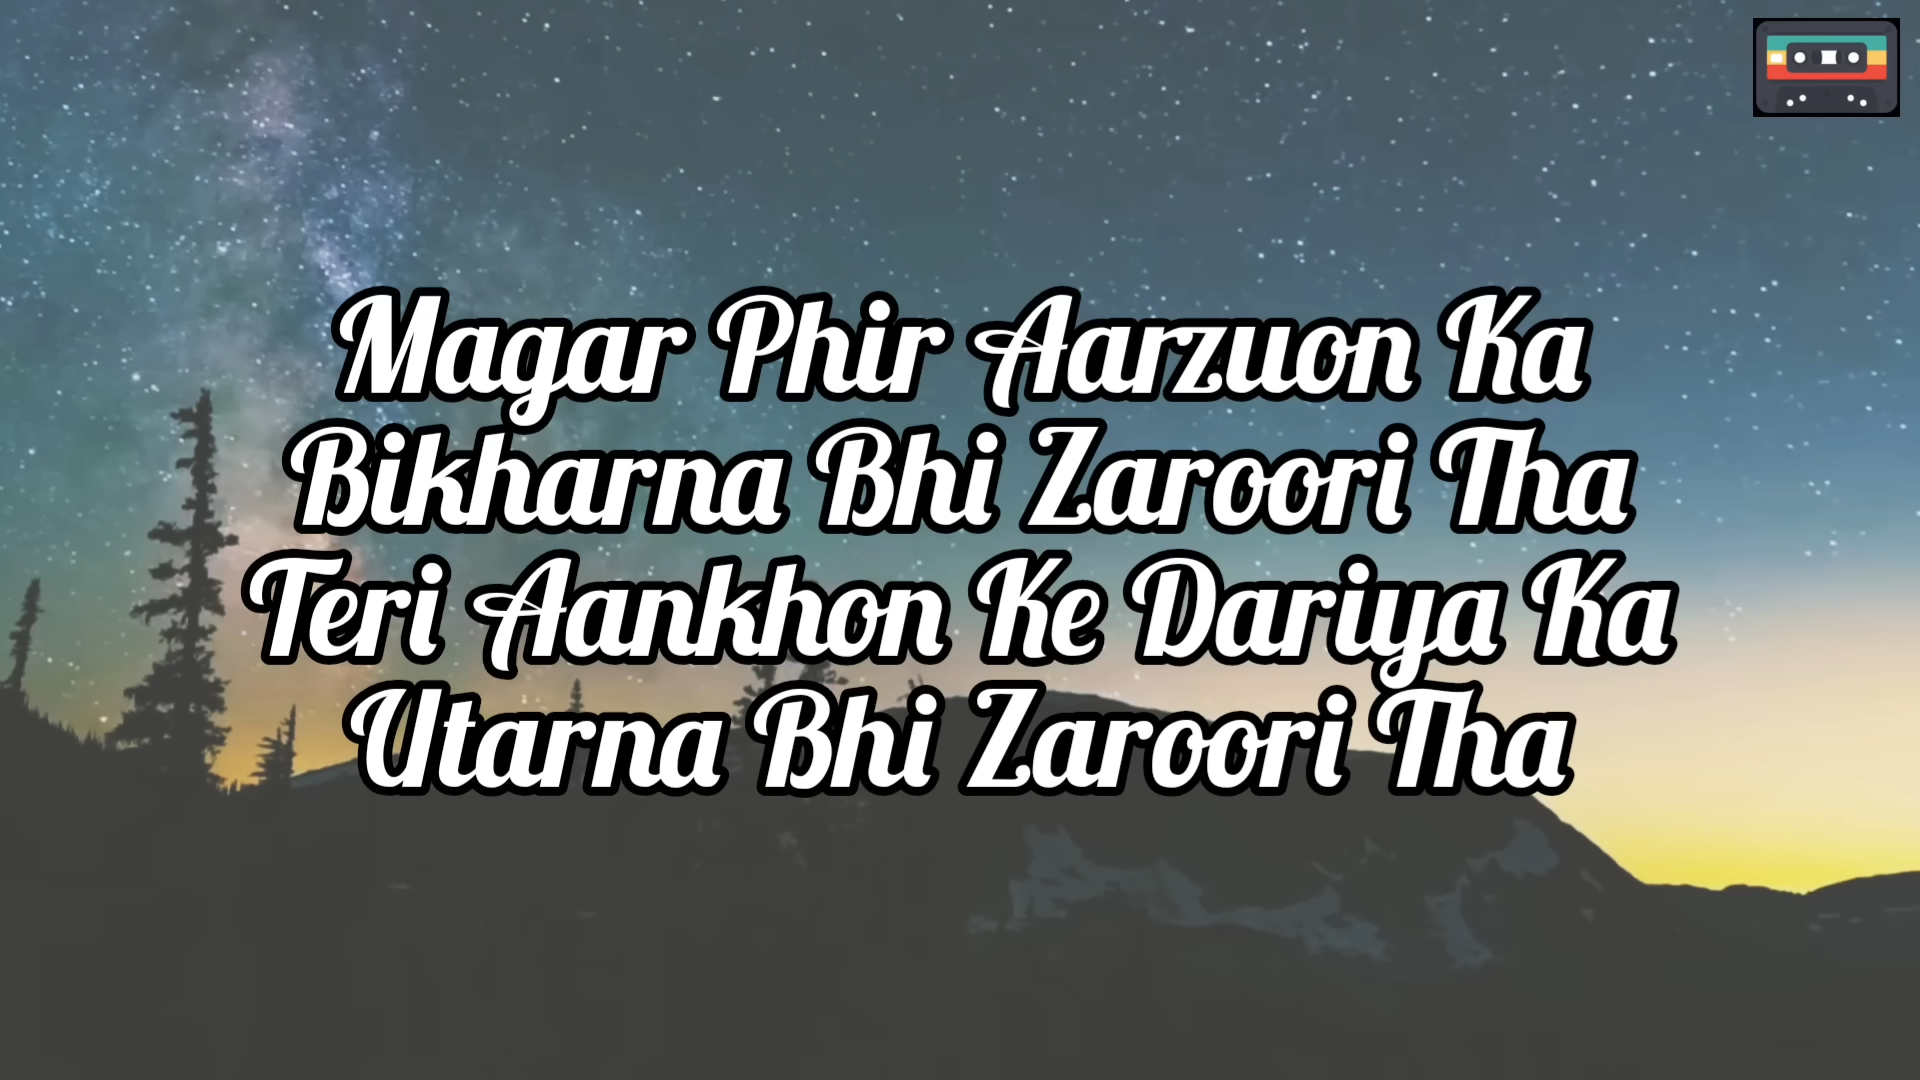 Magar Phir Aarzuon Ka
Bikharna Bhi Zaroori Tha
Teri Aankhon Ke Dariya Ka
Utarna Bhi Zaroori Tha